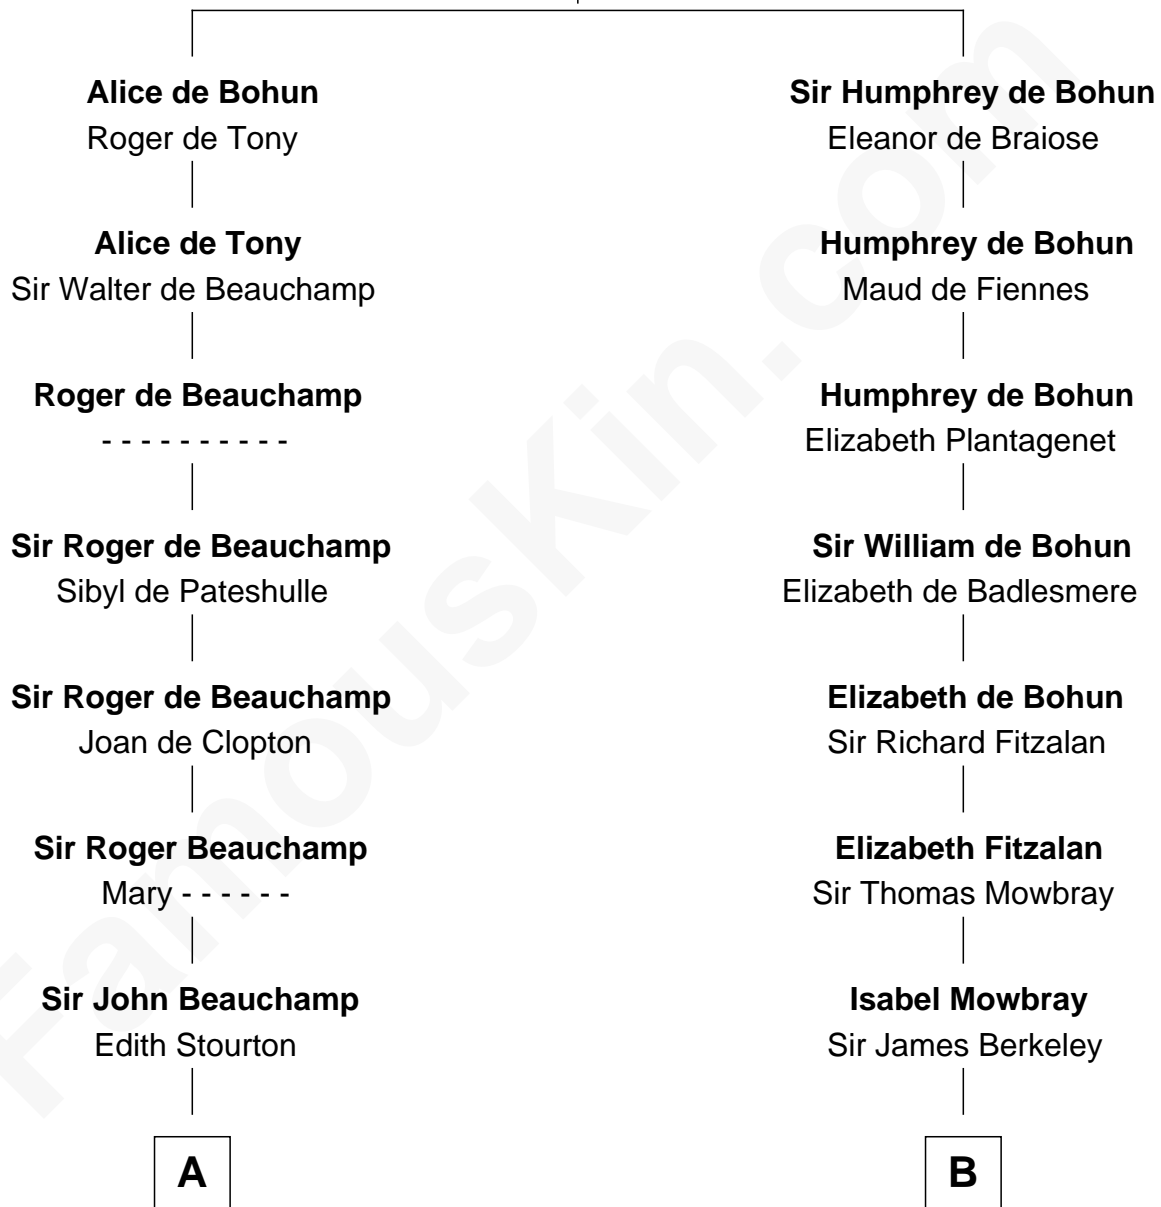 Alice de Bohun
Roger de Tony
Alice de Tony
Sir Walter de Beauchamp
Roger de Beauchamp
- - - - - - - - - -
Sir Roger de Beauchamp
Sibyl de Pateshulle
Sir Roger de Beauchamp
Joan de Clopton
Sir Roger Beauchamp
Mary - - - - - -
Sir John Beauchamp
Edith Stourton
A
Sir Humphrey de Bohun
Eleanor de Braiose
Humphrey de Bohun
Maud de Fiennes
Humphrey de Bohun
Elizabeth Plantagenet
Sir William de Bohun
Elizabeth de Badlesmere
Elizabeth de Bohun
Sir Richard Fitzalan
Elizabeth Fitzalan
Sir Thomas Mowbray
Isabel Mowbray
Sir James Berkeley
B
FamousKin.com